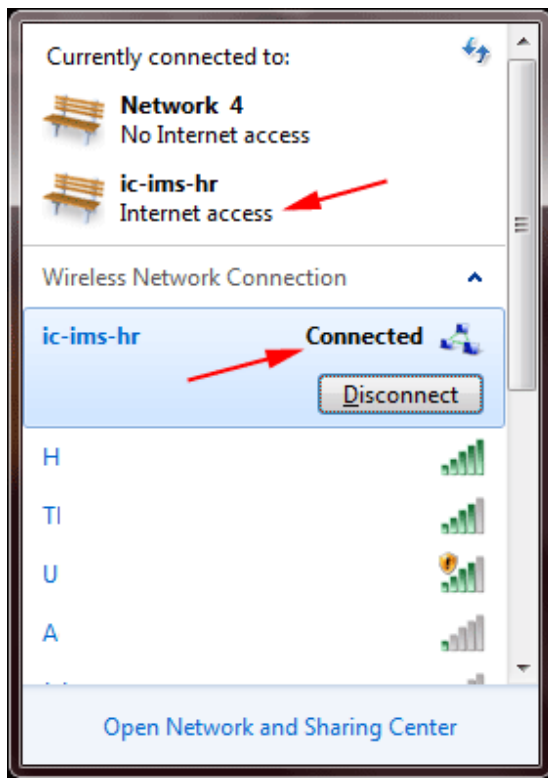 Currently connected to:
Network 4
No Internet access
ic-ims-hr
Internet access
Wireless Network Connection
ic-ims-hr Connected
Disconnect
H
TI
U
A
Open Network and Sharing Center